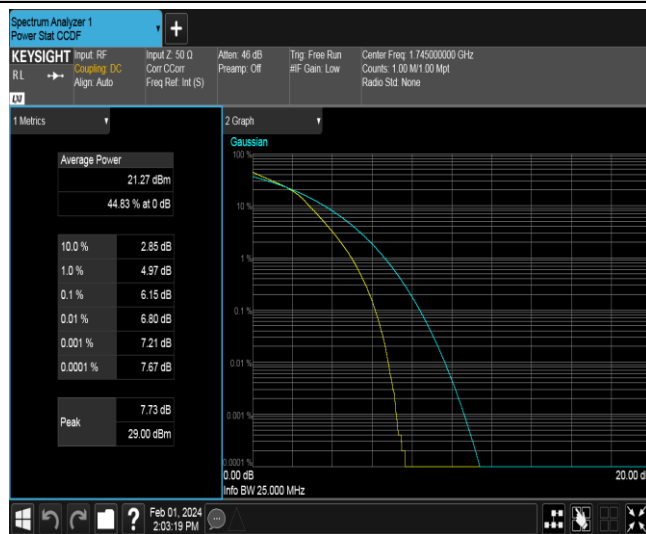 Spectrum Analyzer 1
Power Stat CCDF
+
KEYSIGHT
RL
LXI
Input: RF
Coupling: DC
Align: Auto
Input Z: 50 Ω
Corr CCorr
Freq Ref: Int (S)
Atten: 46 dB
Preamp: Off
Trig: Free Run
#IF Gain: Low
Center Freq: 1.745000000 GHz
Counts: 1.00 M/1.00 Mpt
Radio Std: None
1 Metrics
Average Power
21.27 dBm
44.83 % at 0 dB
10.0 % 2.85 dB
1.0 % 4.97 dB
0.1 % 6.15 dB
0.01 % 6.80 dB
0.001 % 7.21 dB
0.0001 % 7.67 dB
Peak
7.73 dB
29.00 dBm
2 Graph
Gaussian
100 %
10 %
1 %
0.1 %
0.01 %
0.001 %
0.0001 %
0.00 dB
20.00 d
Info BW 25.000 MHz
?
Feb 01, 2024
2:03:19 PM